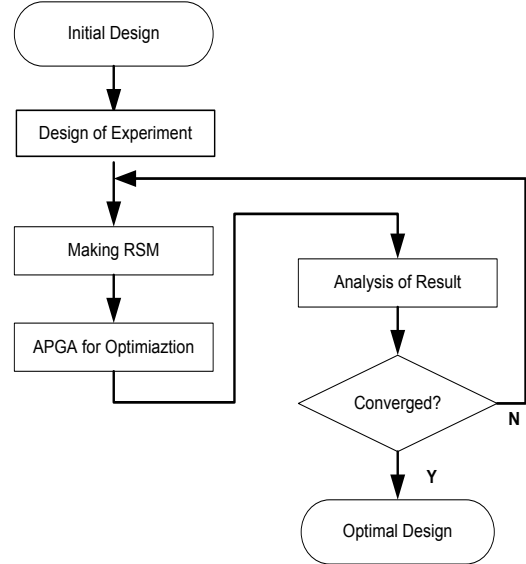 Initial Design
Design of Experiment
Making RSM
APGA for Optimiaztion
Analysis of Result
Converged?
N
Y
Optimal Design